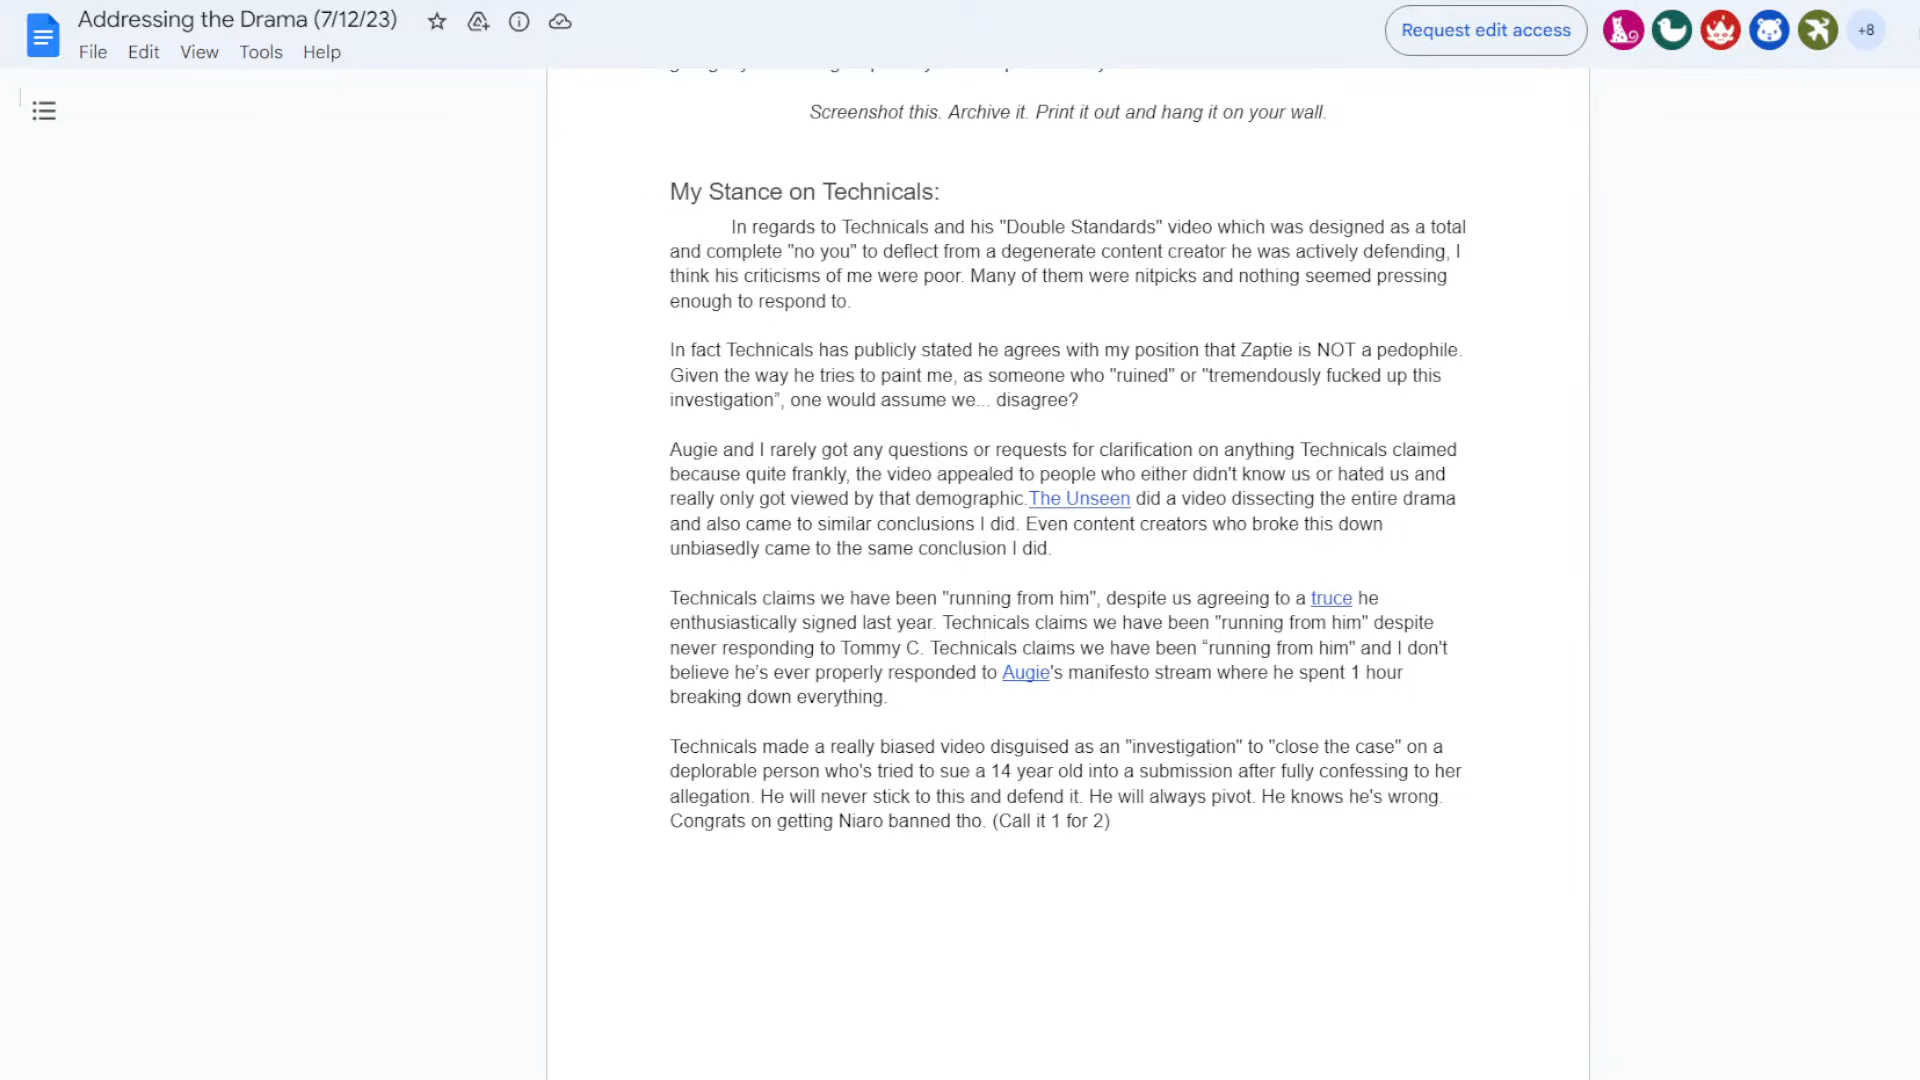 Addressing the Drama (7/12/23)
File Edit View Tools Help
Request edit access
+8
Screenshot this. Archive it. Print it out and hang it on your wall.
My Stance on Technicals:
In regards to Technicals and his "Double Standards" video which was designed as a total
and complete "no you" to deflect from a degenerate content creator he was actively defending, I
think his criticisms of me were poor. Many of them were nitpicks and nothing seemed pressing
enough to respond to.
In fact Technicals has publicly stated he agrees with my position that Zaptie is NOT a pedophile.
Given the way he tries to paint me, as someone who "ruined" or "tremendously fucked up this
investigation”, one would assume we... disagree?
Augie and I rarely got any questions or requests for clarification on anything Technicals claimed
because quite frankly, the video appealed to people who either didn't know us or hated us and
really only got viewed by that demographic.The Unseen did a video dissecting the entire drama
and also came to similar conclusions I did. Even content creators who broke this down
unbiasedly came to the same conclusion I did.
Technicals claims we have been "running from him", despite us agreeing to a truce he
enthusiastically signed last year. Technicals claims we have been "running from him" despite
never responding to Tommy C. Technicals claims we have been “running from him" and I don't
believe he’s ever properly responded to Augie's manifesto stream where he spent 1 hour
breaking down everything.
Technicals made a really biased video disguised as an "investigation" to "close the case" on a
deplorable person who's tried to sue a 14 year old into a submission after fully confessing to her
allegation. He will never stick to this and defend it. He will always pivot. He knows he's wrong.
Congrats on getting Niaro banned tho. (Call it 1 for 2)